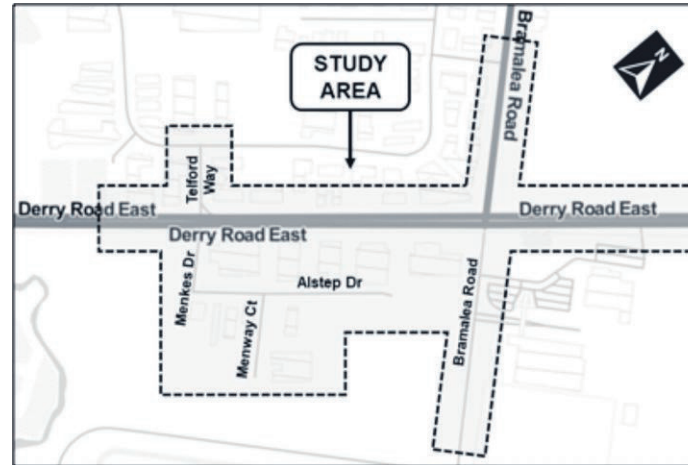 Bramalea Road
N
STUDY
AREA
Telford
Way
Derry Road East
Derry Road East
Derry Road East
Menkes Dr
Alstep Dr
Menway Ct
Bramalea Road